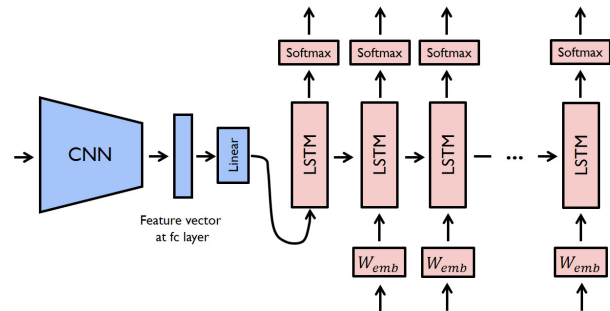 Softmax
Softmax
Softmax
Softmax
CNN
Linear
LSTM
LSTM
LSTM
...
LSTM
Feature vector
at fc layer
W_emb
W_emb
W_emb